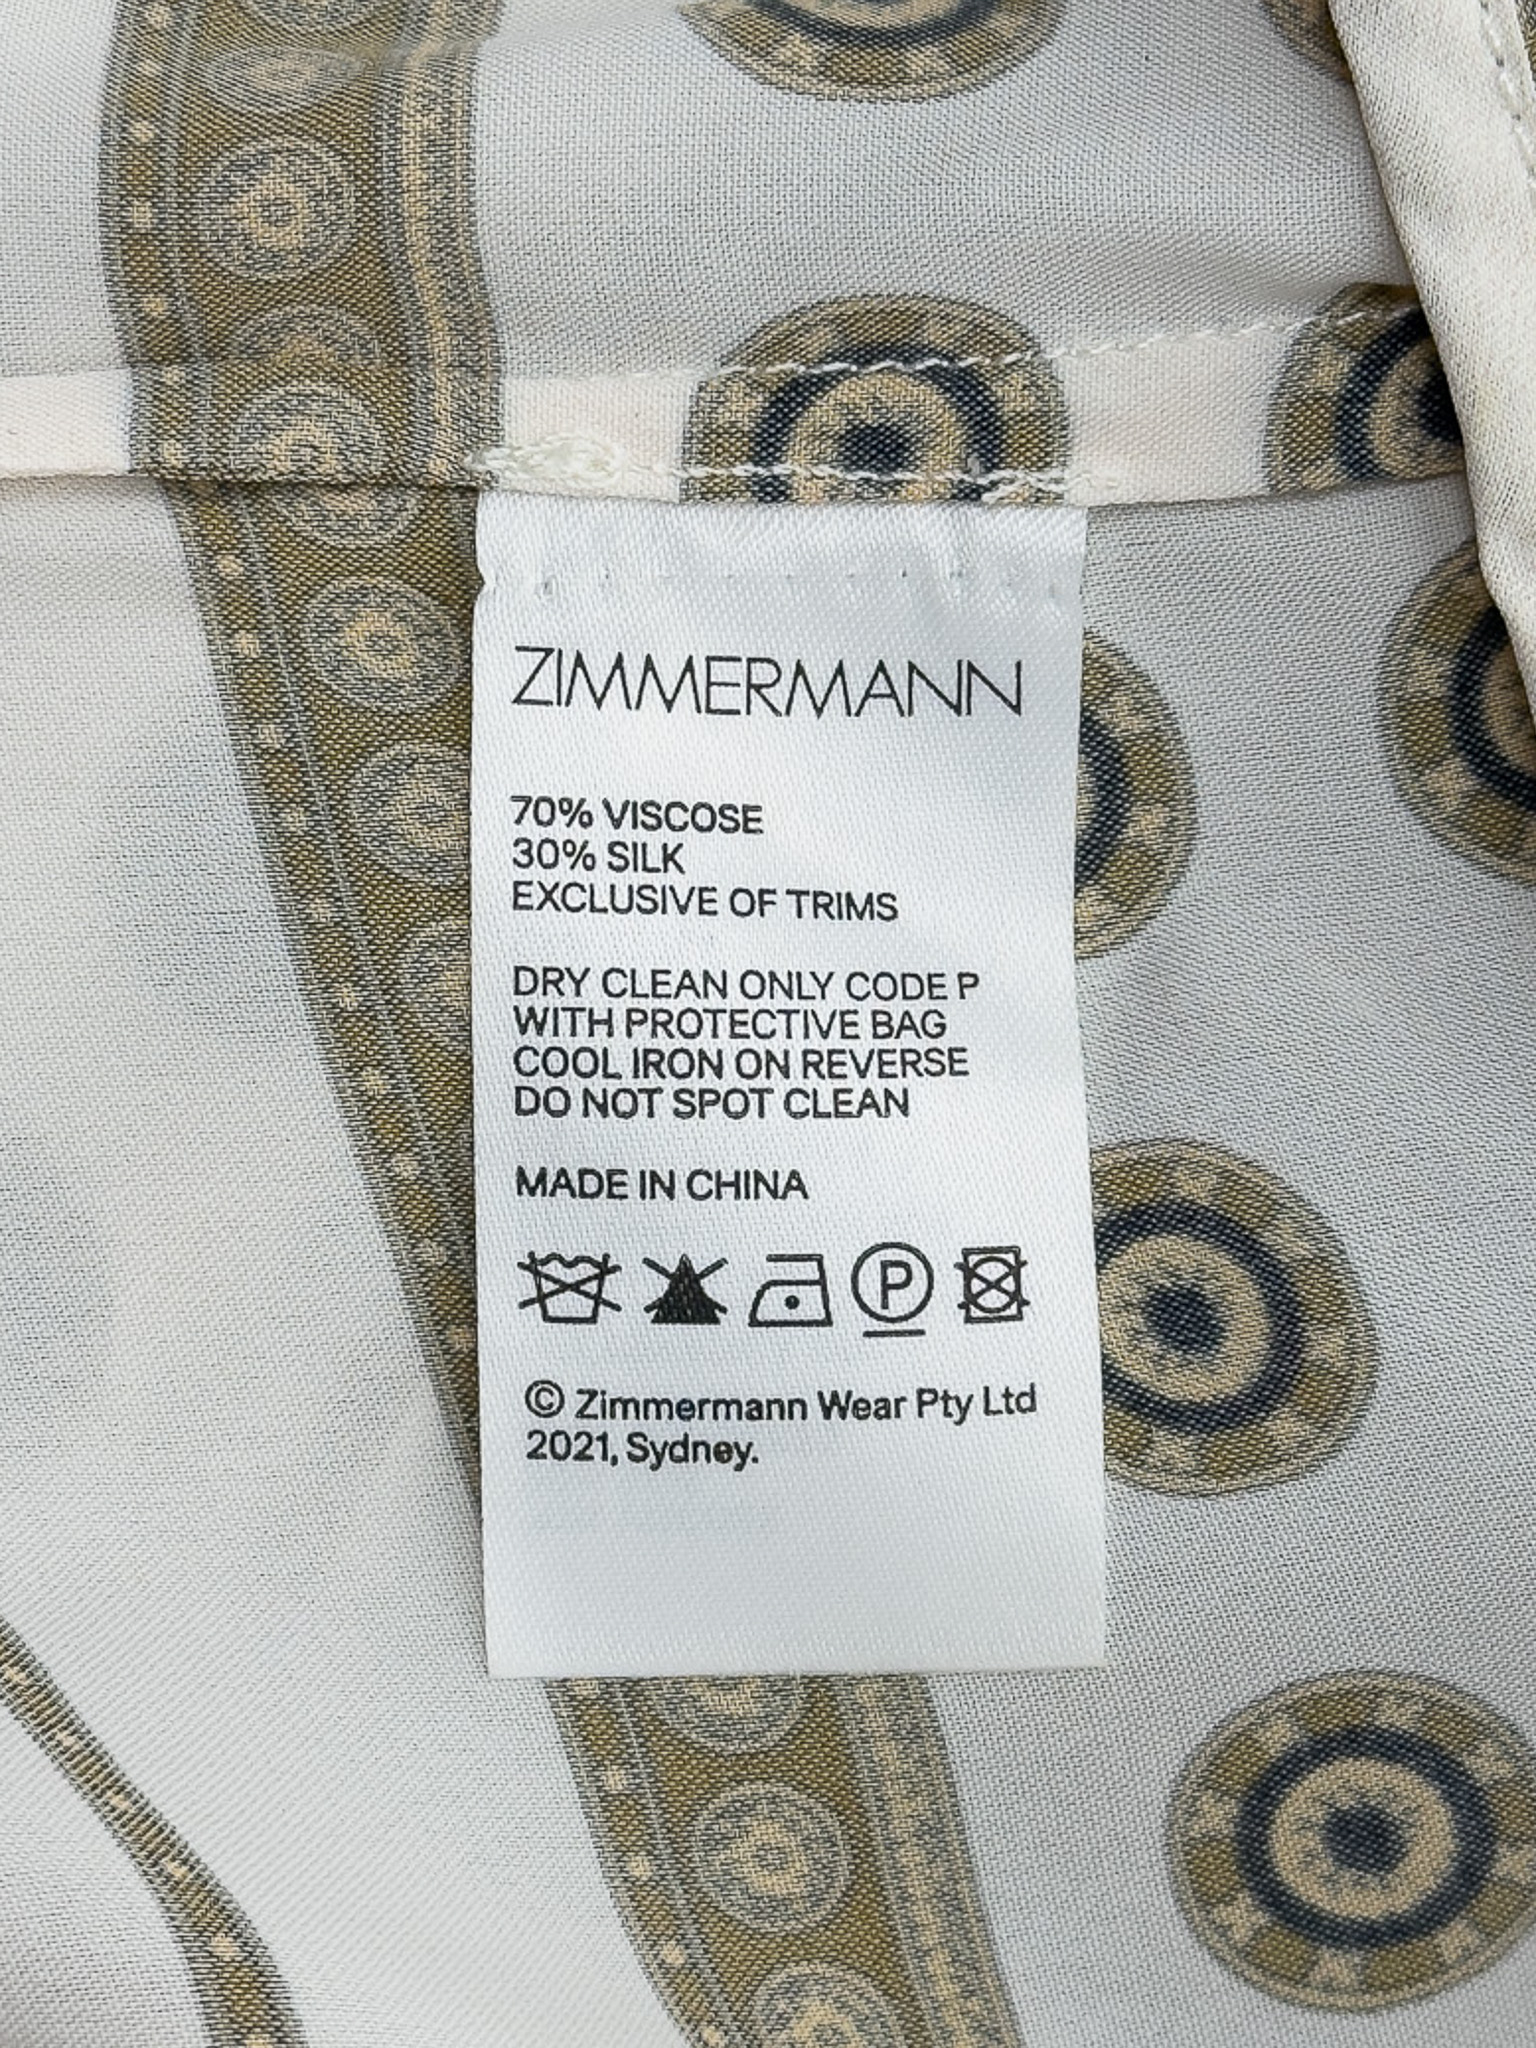 ZIMMERMANN
70% VISCOSE
30% SILK
EXCLUSIVE OF TRIMS
DRY CLEAN ONLY CODE P
WITH PROTECTIVE BAG
COOL IRON ON REVERSE
DO NOT SPOT CLEAN
MADE IN CHINA
P
© Zimmermann Wear Pty Ltd
2021, Sydney.